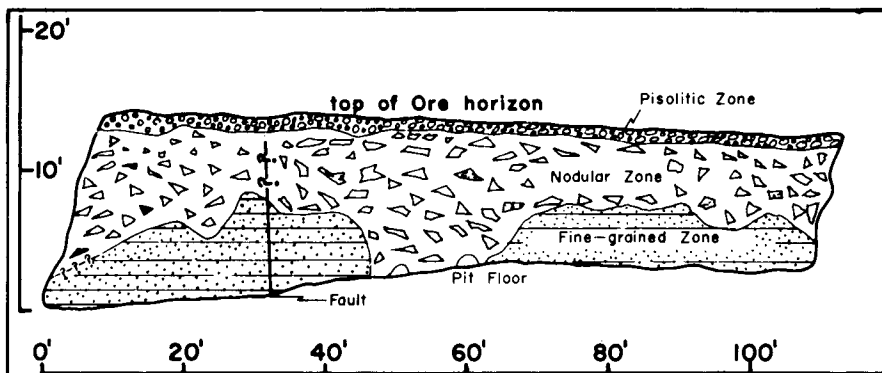 20'
top of Ore horizon
Pisolitic Zone
10'
Nodular Zone
Fine-grained Zone
?-?-?
Pit Floor
Fault
0' 20' 40' 60' 80' 100'